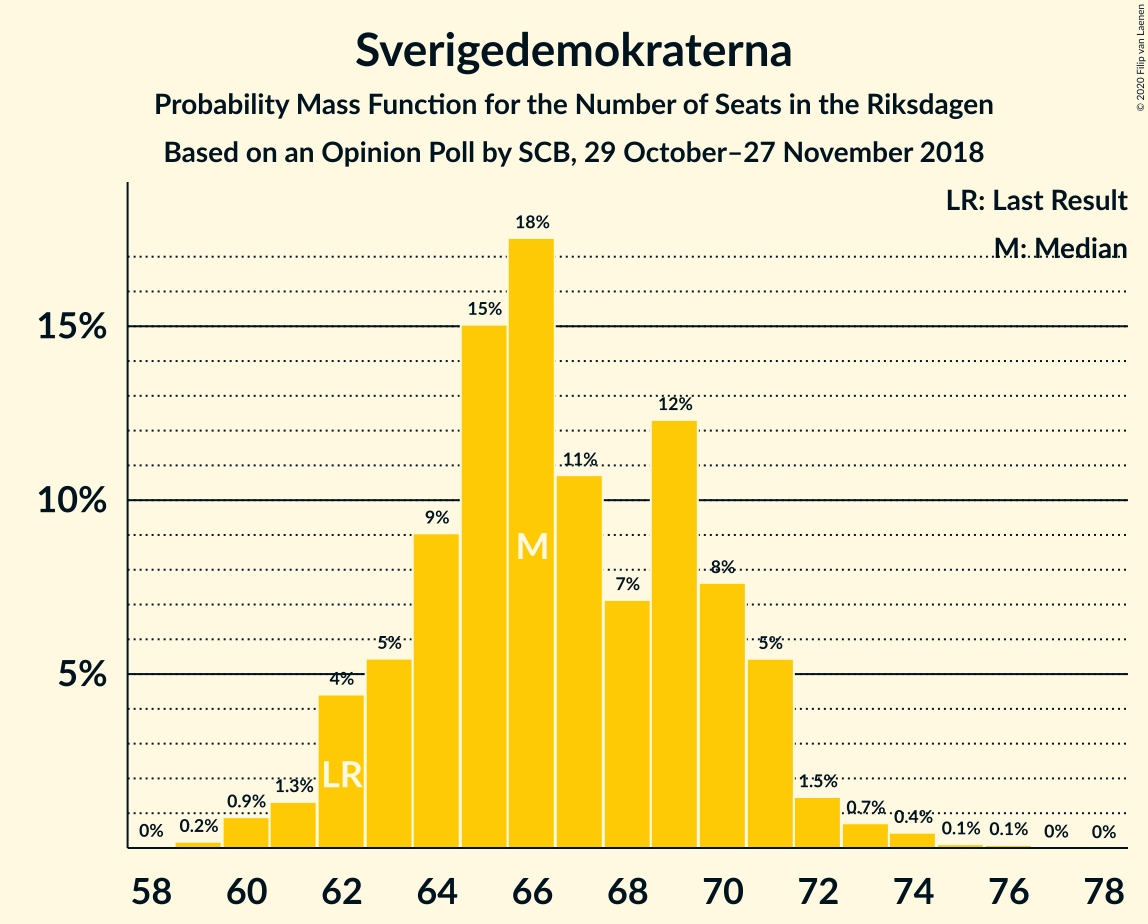 Sverigedemokraterna
Probability Mass Function for the Number of Seats in the Riksdagen
Based on an Opinion Poll by SCB, 29 October–27 November 2018
© 2020 Filip van Laenen
LR: Last Result
M: Median
15%
10%
5%
0%
0.2%
0.9%
1.3%
4%
5%
9%
15%
18%
11%
7%
12%
8%
5%
1.5%
0.7%
0.4%
0.1%
0.1%
0%
0%
LR
M
58 60 62 64 66 68 70 72 74 76 78